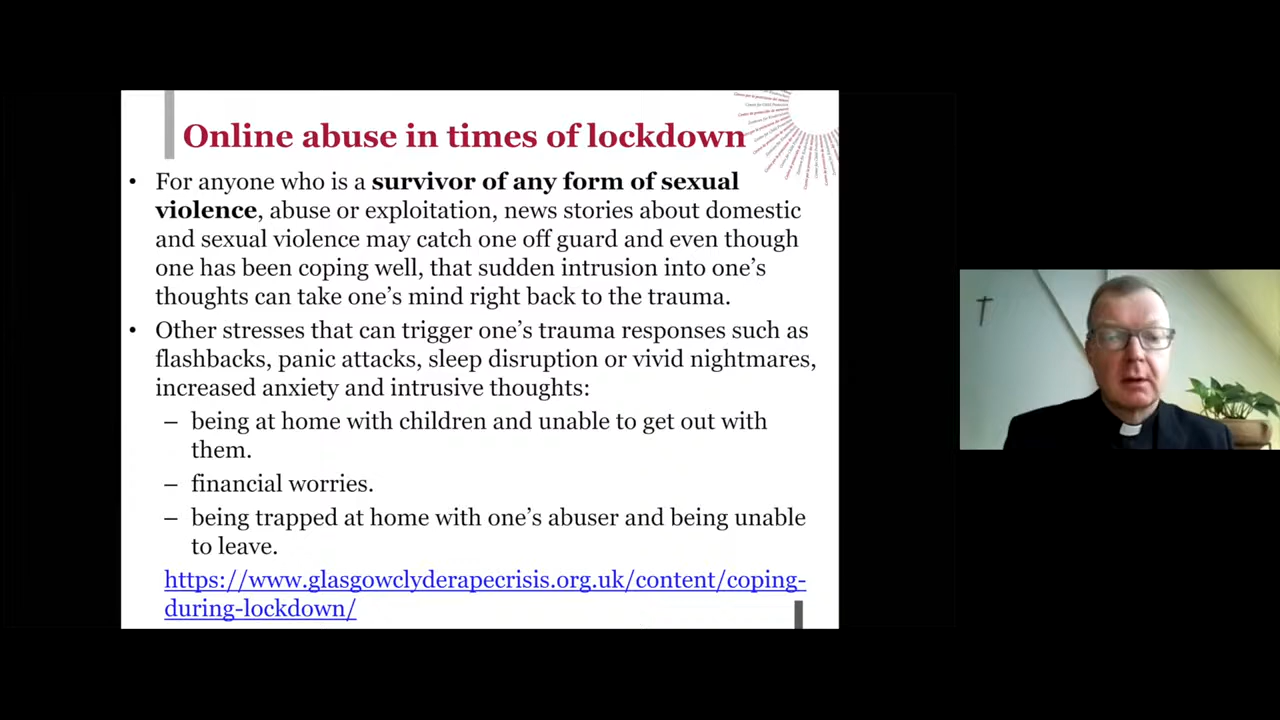 Online abuse in times of lockdown
• For anyone who is a survivor of any form of sexual
violence, abuse or exploitation, news stories about domestic
and sexual violence may catch one off guard and even though
one has been coping well, that sudden intrusion into one's
thoughts can take one's mind right back to the trauma.
• Other stresses that can trigger one's trauma responses such as
flashbacks, panic attacks, sleep disruption or vivid nightmares,
increased anxiety and intrusive thoughts:
– being at home with children and unable to get out with
them.
– financial worries.
– being trapped at home with one's abuser and being unable
to leave.
https://www.glasgowclyderapecrisis.org.uk/content/coping-
during-lockdown/